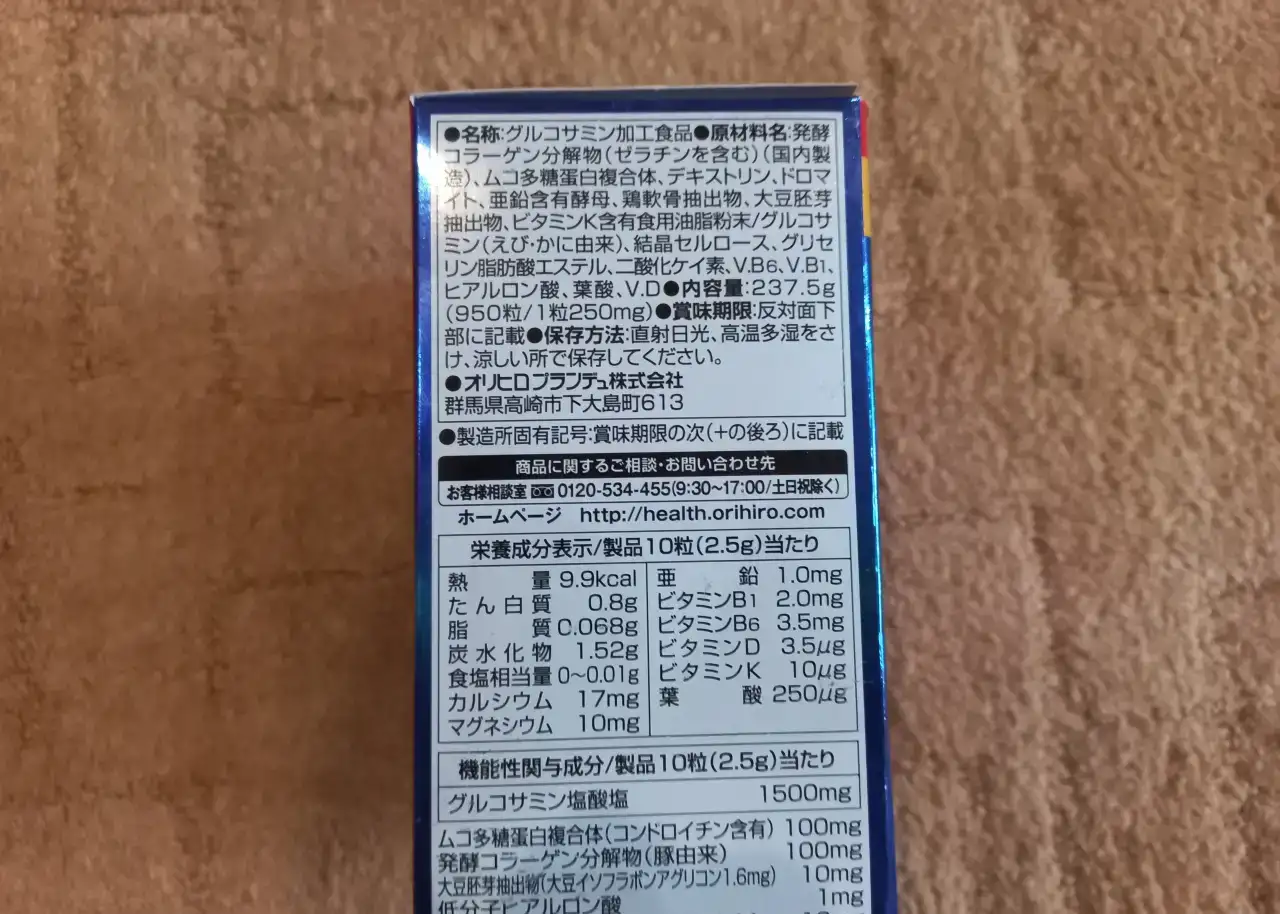 ●名称:グルコサミン加工食品●原材料名:発酵
コラーゲン分解物(ゼラチンを含む)(国内製
造)、ムコ多糖蛋白複合体、デキストリン、ドロマ
イト、亜鉛含有酵母、鶏軟骨抽出物、大豆胚芽
抽出物、ビタミンK含有食用油脂粉末/グルコサ
ミン(えび・かに由来)、結晶セルロース、グリセ
リン脂肪酸エステル、二酸化ケイ素、V.B6、V.B1、
ヒアルロン酸、葉酸、V.D●内容量:237.5g
(950粒/1粒250mg)●賞味期限:反対面下
部に記載●保存方法:直射日光、高温多湿をさ
け、涼しい所で保存してください。
●オリヒロプランデュ株式会社
群馬県高崎市下大島町613
●製造所固有記号:賞味期限の次(+の後ろ)に記載
商品に関するご相談・お問い合わせ先
お客様相談室 0120-534-455(9:30~17:00/土日祝除く)
ホームページ http://health.orihiro.com
栄養成分表示/製品10粒(2.5g)当たり
熱量 9.9kcal
たん白質 0.8g
脂質 0.068g
炭水化物 1.52g
食塩相当量 0~0.01g
カルシウム 17mg
マグネシウム 10mg
亜鉛 1.0mg
ビタミンB1 2.0mg
ビタミンB6 3.5mg
ビタミンD 3.5μg
ビタミンK 10μg
葉酸 250μg
機能性関与成分/製品10粒(2.5g)当たり
グルコサミン塩酸塩 1500mg
ムコ多糖蛋白複合体(コンドロイチン含有) 100mg
発酵コラーゲン分解物(豚由来) 100mg
大豆胚芽抽出物(大豆イソフラボンアグリコン1.6mg) 10mg
低分子ヒアルロン酸 1mg